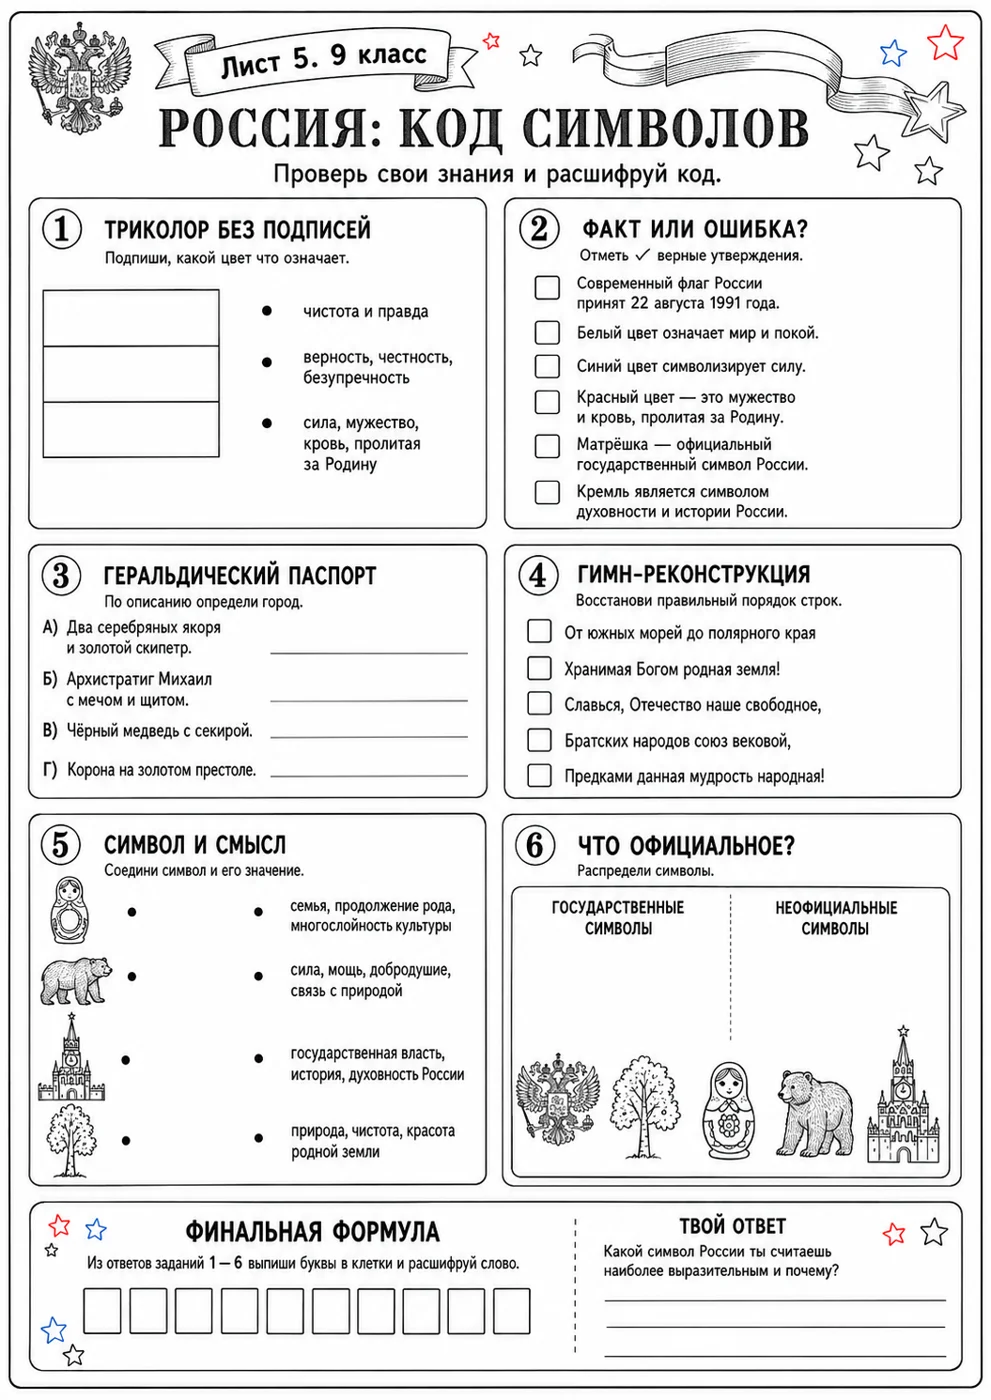 Лист 5. 9 класс
РОССИЯ: КОД СИМВОЛОВ
Проверь свои знания и расшифруй код.
1 ТРИКОЛОР БЕЗ ПОДПИСЕЙ
Подпиши, какой цвет что означает.
• чистота и правда
• верность, честность,
безупречность
• сила, мужество,
кровь, пролитая
за Родину
2 ФАКТ ИЛИ ОШИБКА?
Отметь ✓ верные утверждения.
Современный флаг России
принят 22 августа 1991 года.
Белый цвет означает мир и покой.
Синий цвет символизирует силу.
Красный цвет — это мужество
и кровь, пролитая за Родину.
Матрёшка — официальный
государственный символ России.
Кремль является символом
духовности и истории России.
3 ГЕРАЛЬДИЧЕСКИЙ ПАСПОРТ
По описанию определи город.
А) Два серебряных якоря
и золотой скипетр.
Б) Архистратиг Михаил
с мечом и щитом.
В) Чёрный медведь с секирой.
Г) Корона на золотом престоле.
4 ГИМН-РЕКОНСТРУКЦИЯ
Восстанови правильный порядок строк.
От южных морей до полярного края
Хранимая Богом родная земля!
Славься, Отечество наше свободное,
Братских народов союз вековой,
Предками данная мудрость народная!
5 СИМВОЛ И СМЫСЛ
Соедини символ и его значение.
семья, продолжение рода,
многослойность культуры
сила, мощь, добродушие,
связь с природой
государственная власть,
история, духовность России
природа, чистота, красота
родной земли
6 ЧТО ОФИЦИАЛЬНОЕ?
Распредели символы.
ГОСУДАРСТВЕННЫЕ
СИМВОЛЫ
НЕОФИЦИАЛЬНЫЕ
СИМВОЛЫ
ФИНАЛЬНАЯ ФОРМУЛА
Из ответов заданий 1 — 6 выпиши буквы в клетки и расшифруй слово.
ТВОЙ ОТВЕТ
Какой символ России ты считаешь
наиболее выразительным и почему?